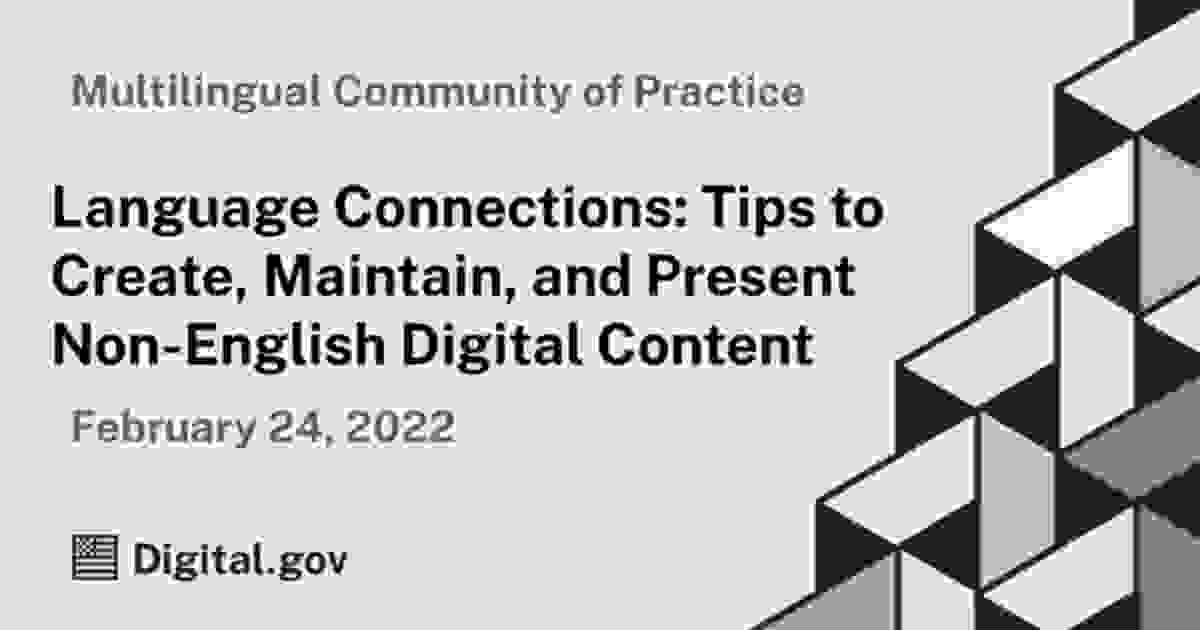 Multilingual Community of Practice
Language Connections: Tips to
Create, Maintain, and Present
Non-English Digital Content
February 24, 2022
Digital.gov